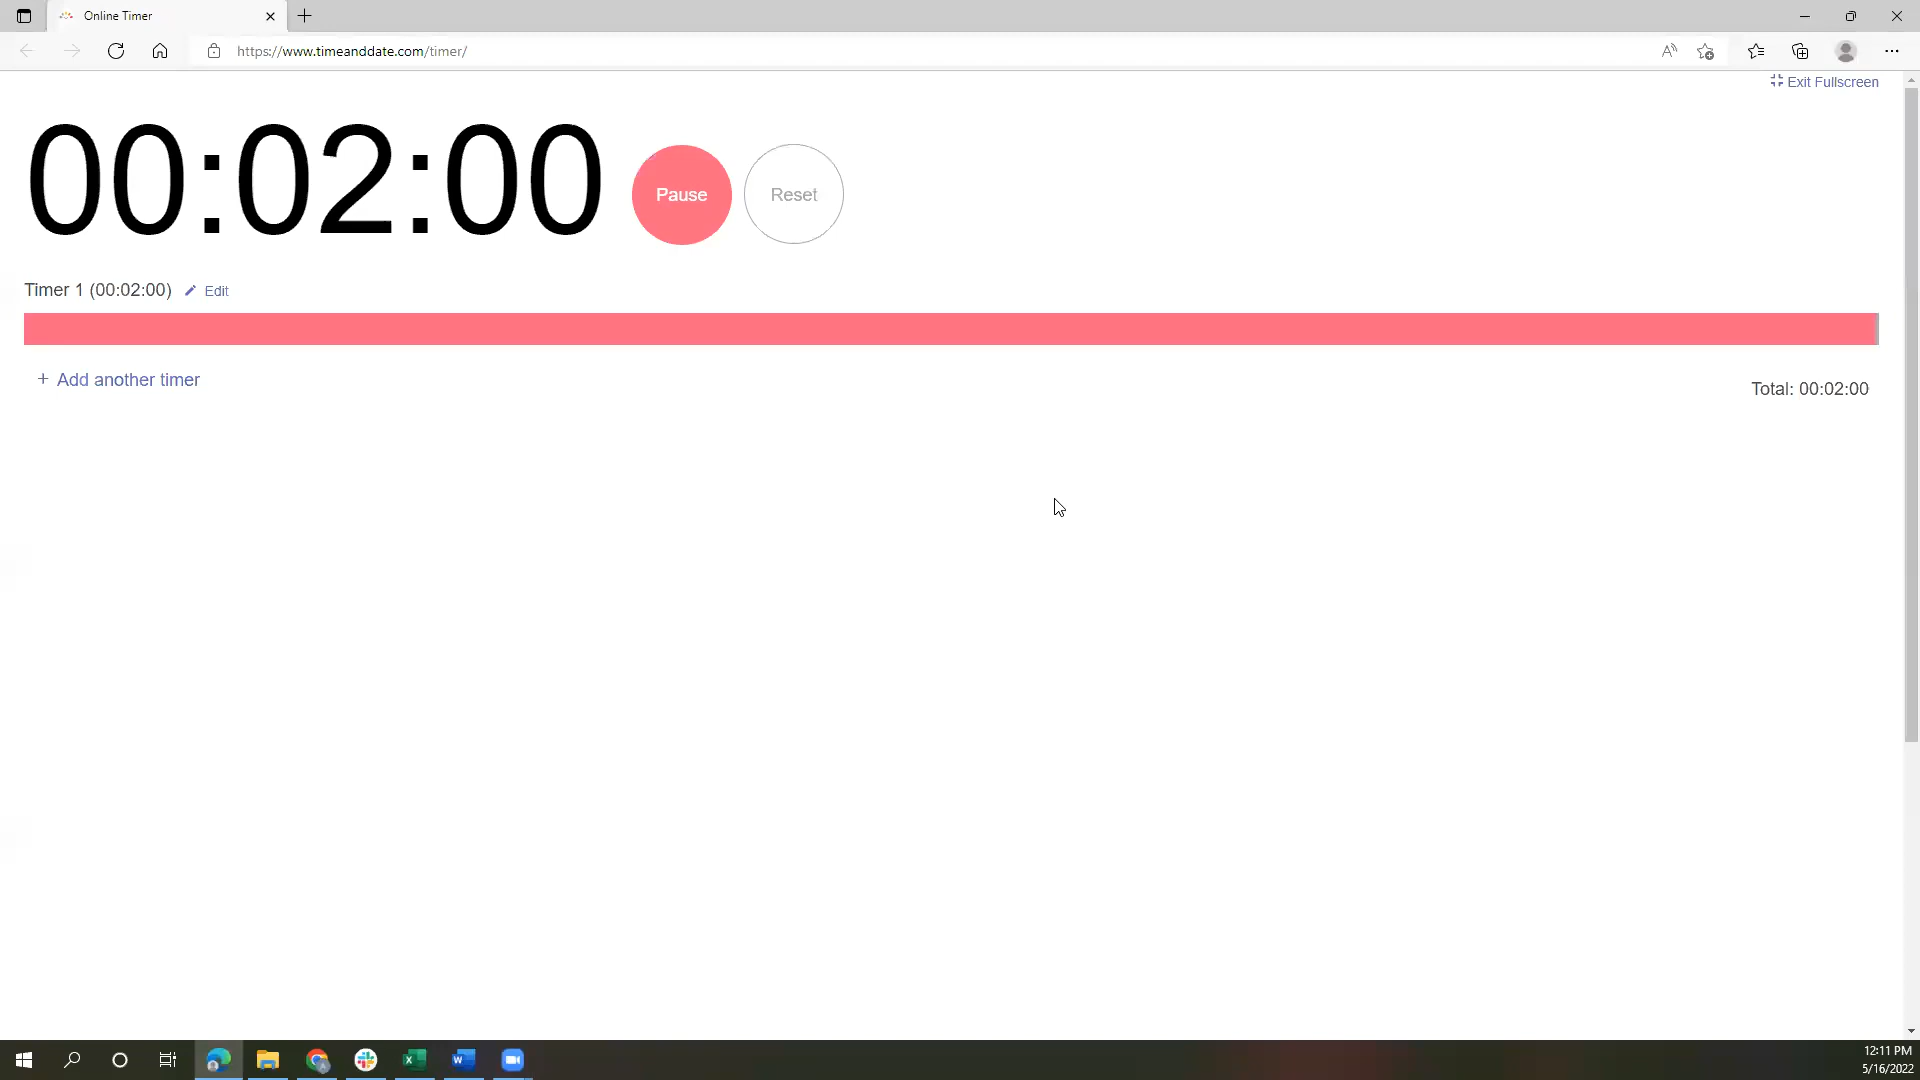 Online Timer
https://www.timeanddate.com/timer/
Exit Fullscreen
00:02:00
Pause
Reset
Timer 1 (00:02:00)
Edit
+ Add another timer
Total: 00:02:00
12:11 PM
5/16/2022